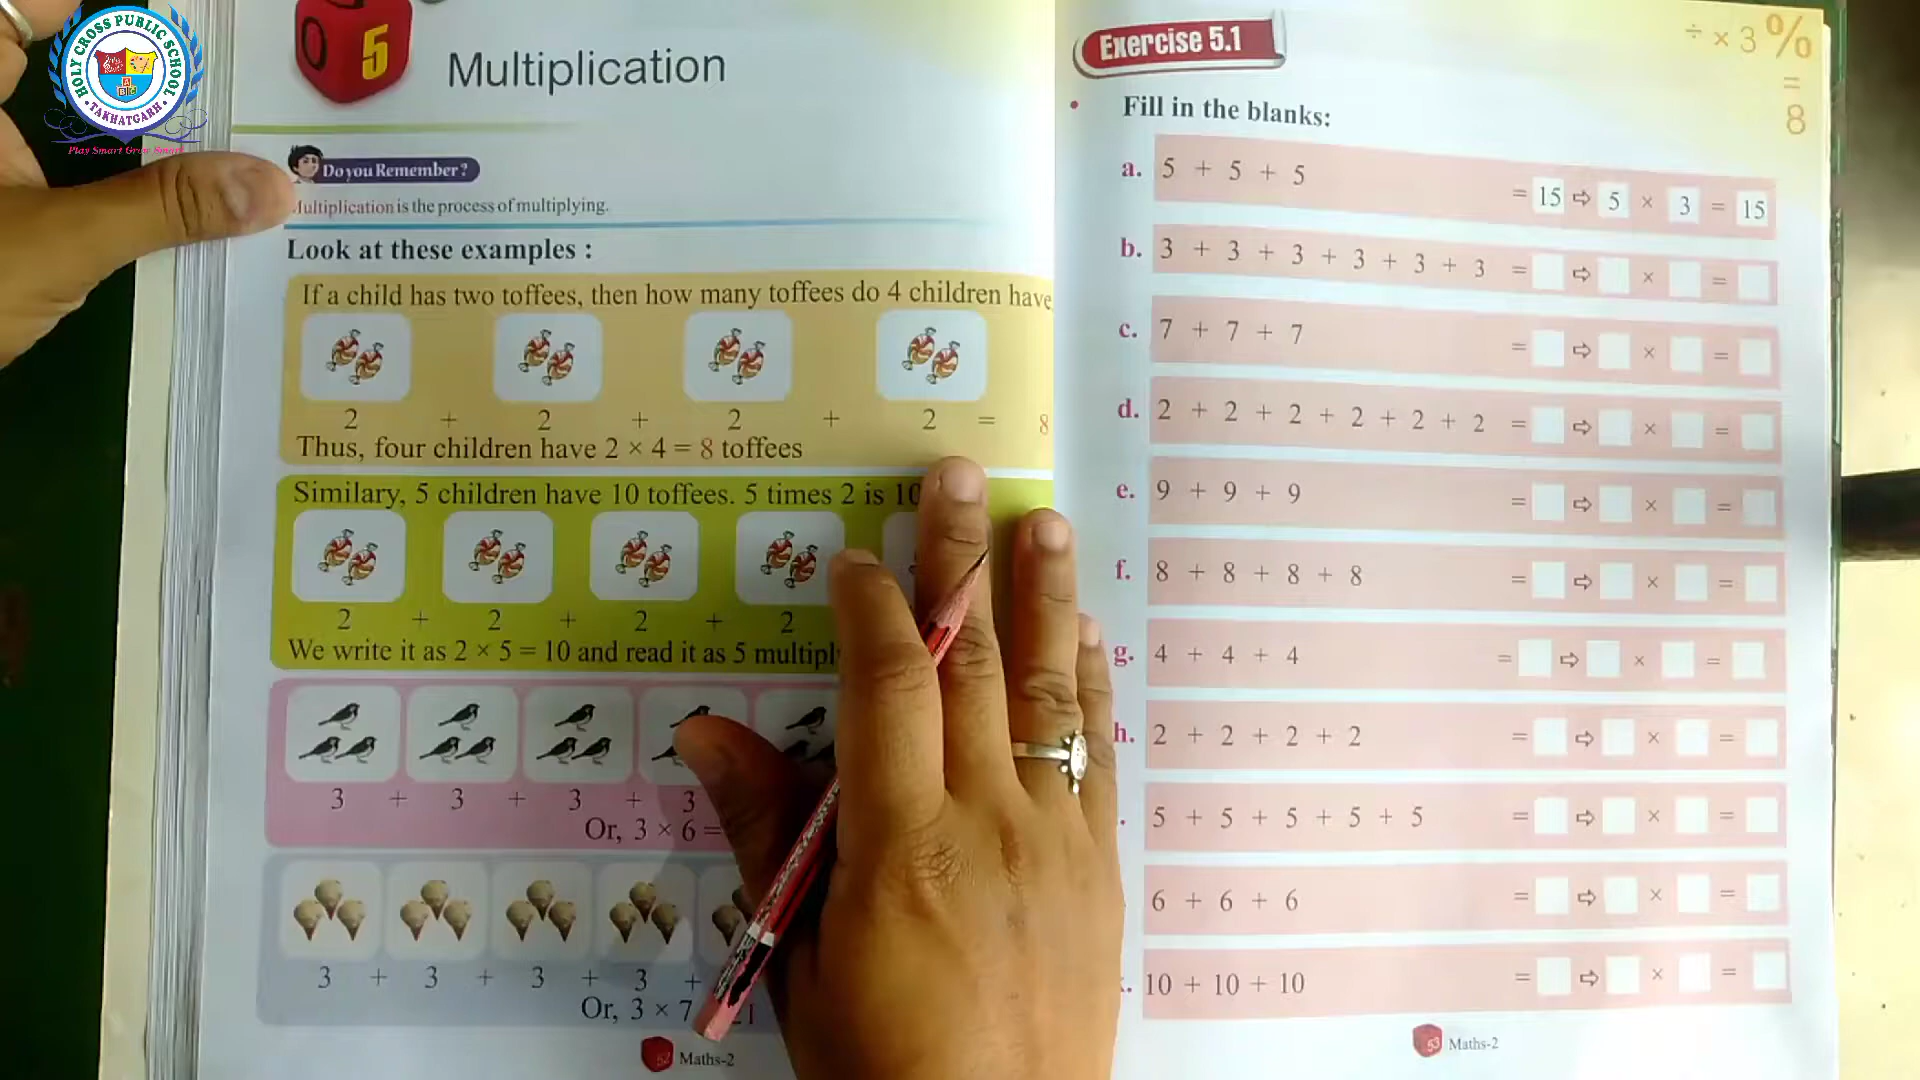 HOLY CROSS PUBLIC SCHOOL
TAKHATGARH
Play Smart Grow Smart
0 5
Multiplication
Do you Remember?
Multiplication is the process of multiplying.
Look at these examples :
If a child has two toffees, then how many toffees do 4 children have
2 + 2 + 2 + 2 = 8
Thus, four children have 2 × 4 = 8 toffees
Similary, 5 children have 10 toffees. 5 times 2 is 10
2 + 2 + 2 + 2
We write it as 2 × 5 = 10 and read it as 5
3 + 3 + 3 + 3
Or, 3 × 6 =
3 + 3 + 3 + 3 +
Or, 3 × 7 21
52 Maths-2
Exercise 5.1
÷ × 3 %
=
8
• Fill in the blanks:
a. 5 + 5 + 5 = 15 ⇨ 5 × 3 = 15
b. 3 + 3 + 3 + 3 + 3 + 3 = ⇨ × =
c. 7 + 7 + 7 = ⇨ × =
d. 2 + 2 + 2 + 2 + 2 + 2 = ⇨ × =
e. 9 + 9 + 9 = ⇨ × =
f. 8 + 8 + 8 + 8 = ⇨ × =
g. 4 + 4 + 4 = ⇨ × =
h. 2 + 2 + 2 + 2 = ⇨ × =
. 5 + 5 + 5 + 5 + 5 = ⇨ × =
6 + 6 + 6 = ⇨ × =
. 10 + 10 + 10 = ⇨ × =
53 Maths-2